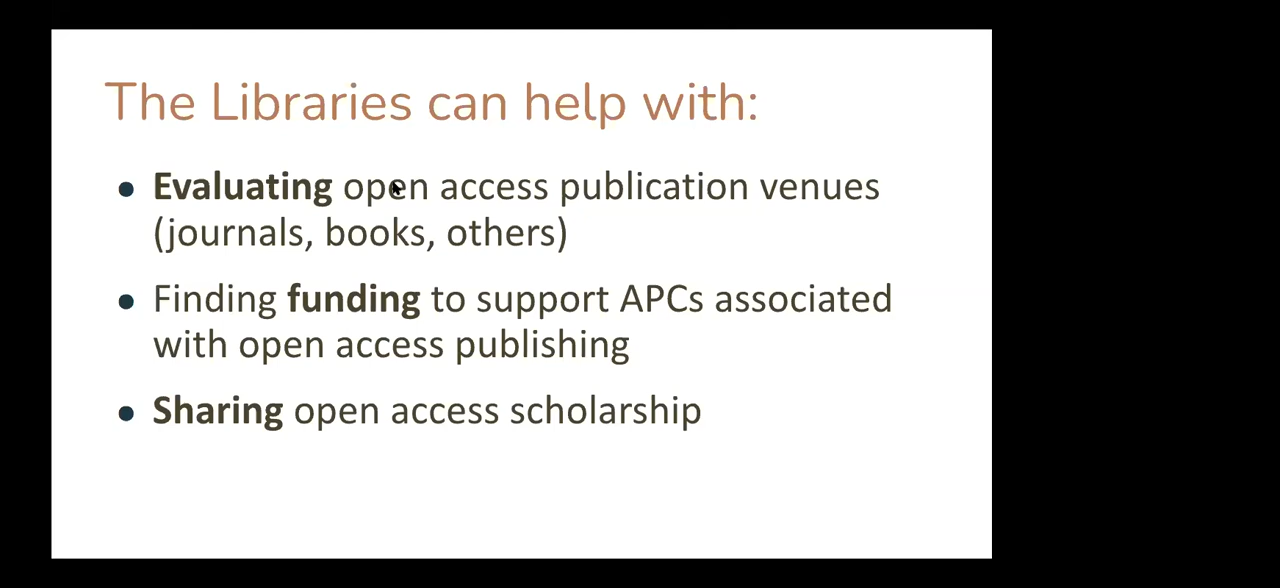 The Libraries can help with:
● Evaluating open access publication venues
(journals, books, others)
● Finding funding to support APCs associated
with open access publishing
● Sharing open access scholarship